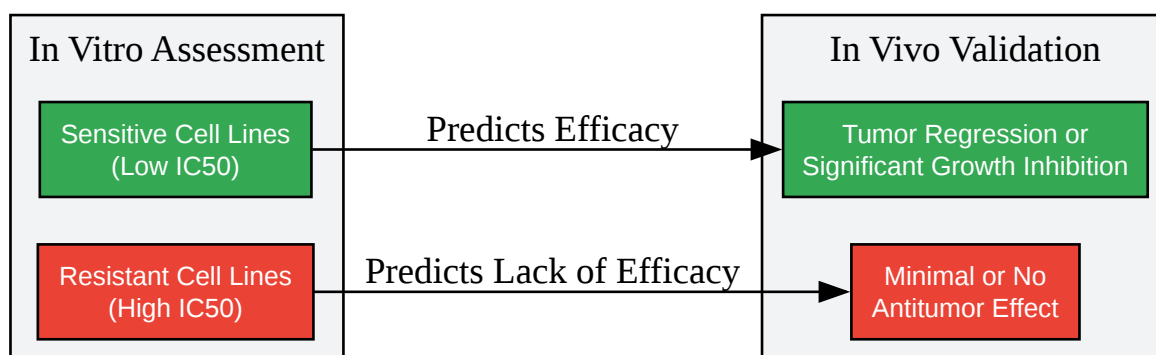 In Vitro Assessment
Sensitive Cell Lines
(Low IC50)
Resistant Cell Lines
(High IC50)
Predicts Efficacy
Predicts Lack of Efficacy
In Vivo Validation
Tumor Regression or
Significant Growth Inhibition
Minimal or No
Antitumor Effect